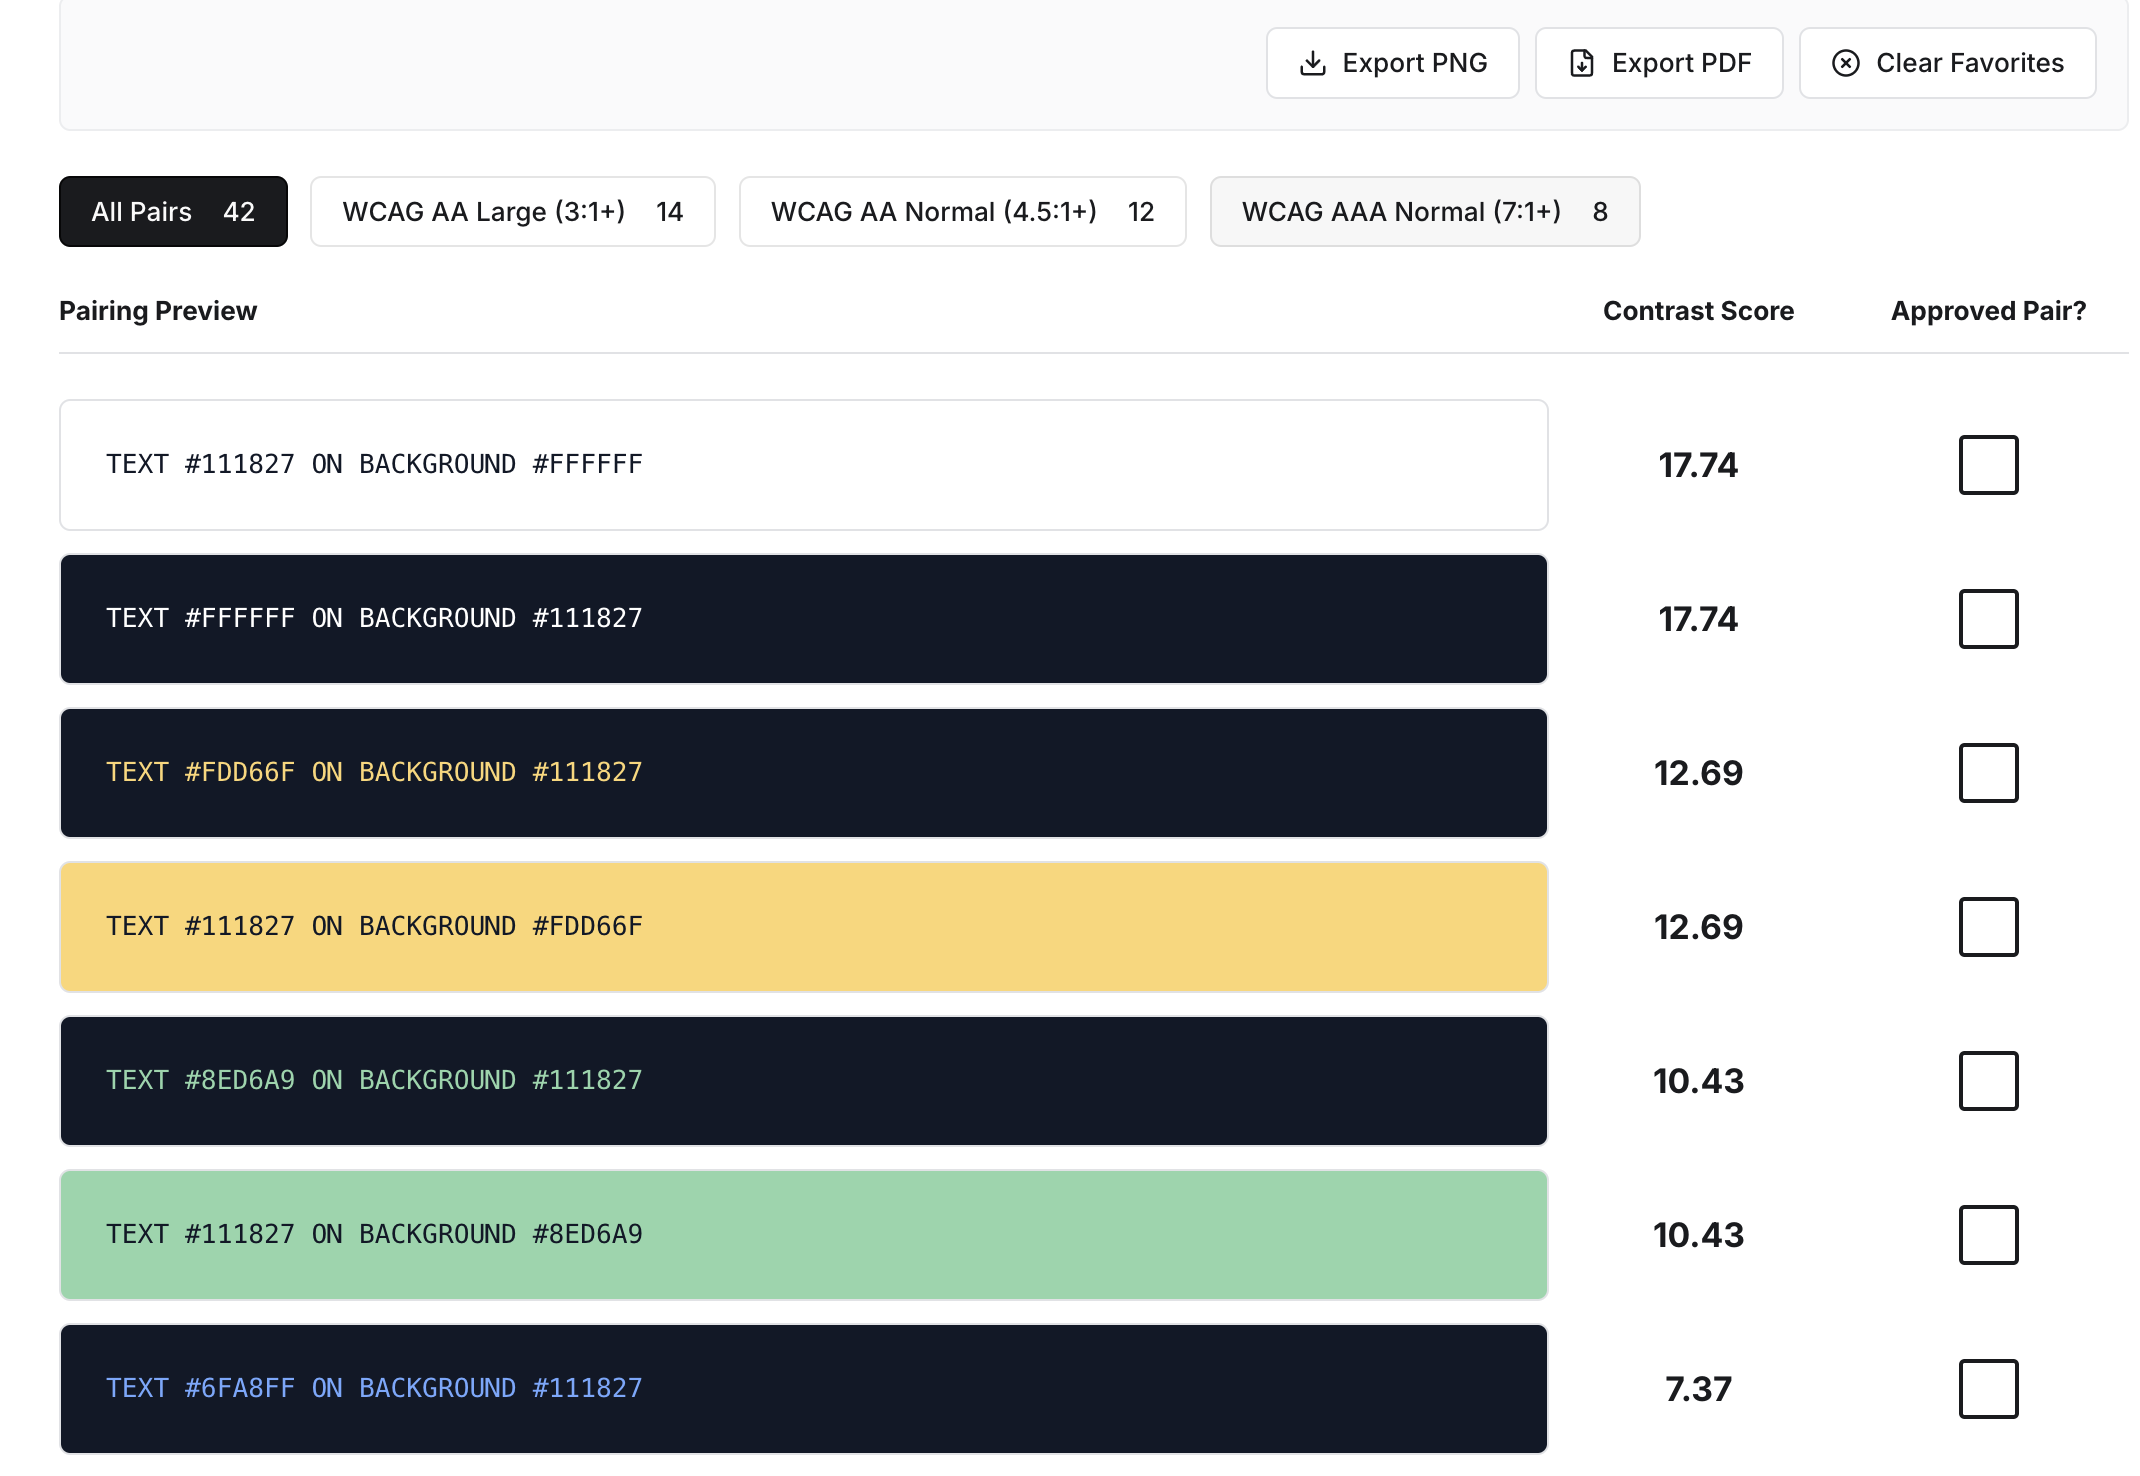 Export PNG Export PDF Clear Favorites
All Pairs 42 WCAG AA Large (3:1+) 14 WCAG AA Normal (4.5:1+) 12 WCAG AAA Normal (7:1+) 8
Pairing Preview Contrast Score Approved Pair?
TEXT #111827 ON BACKGROUND #FFFFFF 17.74
TEXT #FFFFFF ON BACKGROUND #111827 17.74
TEXT #FDD66F ON BACKGROUND #111827 12.69
TEXT #111827 ON BACKGROUND #FDD66F 12.69
TEXT #8ED6A9 ON BACKGROUND #111827 10.43
TEXT #111827 ON BACKGROUND #8ED6A9 10.43
TEXT #6FA8FF ON BACKGROUND #111827 7.37